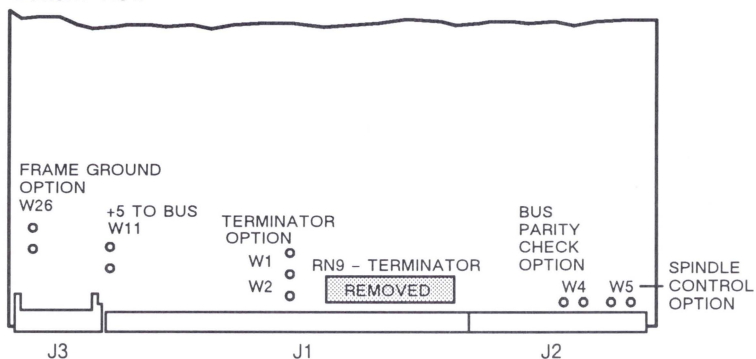 FRAME GROUND
OPTION
W26
+5 TO BUS
W11
TERMINATOR
OPTION
W1
W2
RN9 – TERMINATOR
REMOVED
BUS
PARITY
CHECK
OPTION
W4
W5
SPINDLE
CONTROL
OPTION
J3
J1
J2